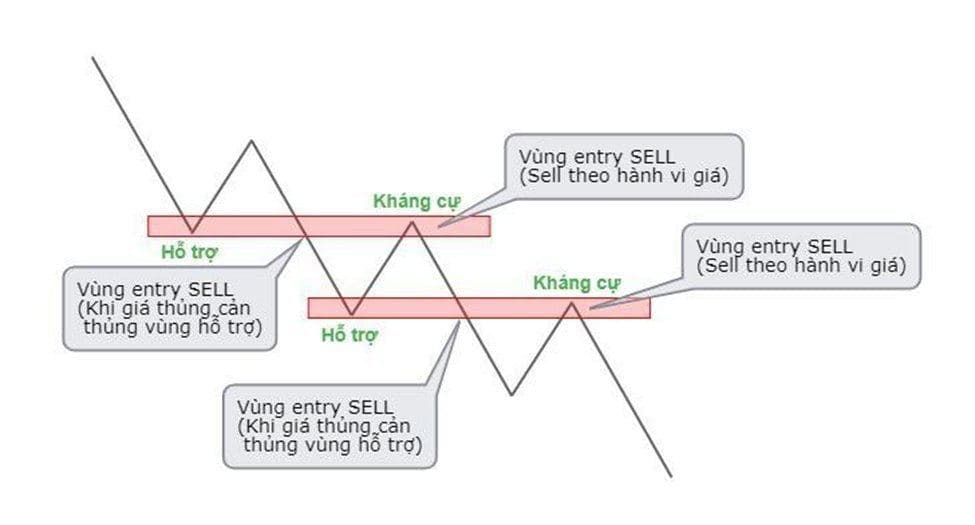 Vùng entry SELL
(Sell theo hành vi giá)
Kháng cự
Hỗ trợ
Vùng entry SELL
(Sell theo hành vi giá)
Kháng cự
Vùng entry SELL
(Khi giá thủng cản
thủng vùng hỗ trợ)
Hỗ trợ
Vùng entry SELL
(Khi giá thủng cản
thủng vùng hỗ trợ)